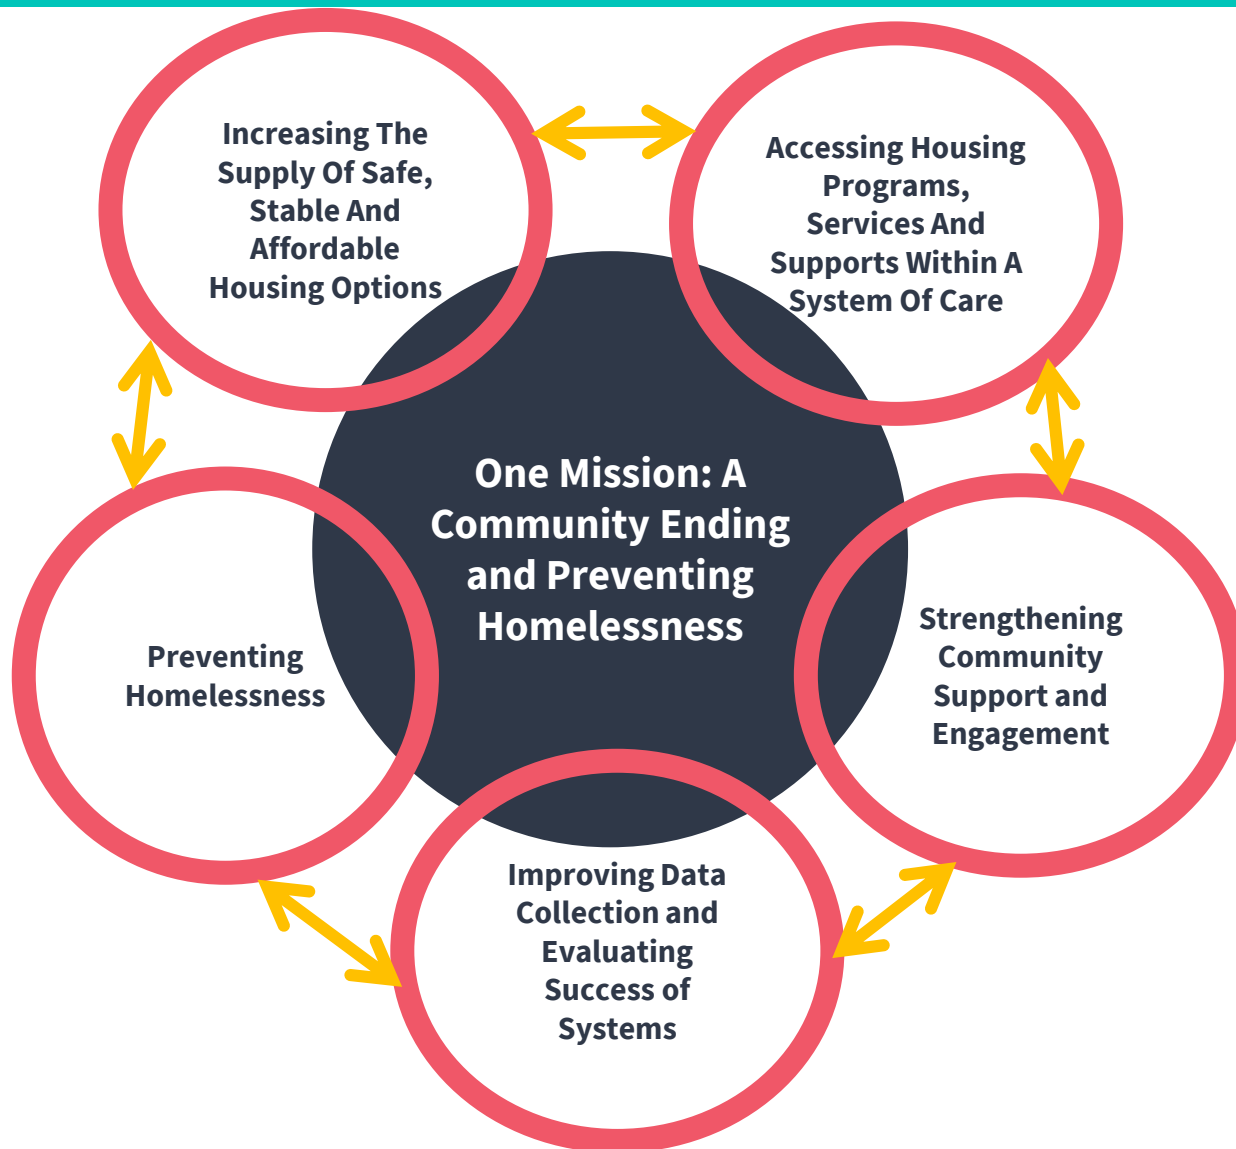 Increasing The
Supply Of Safe,
Stable And
Affordable
Housing Options
Accessing Housing
Programs,
Services And
Supports Within A
System Of Care
One Mission: A
Community Ending
and Preventing
Homelessness
Preventing
Homelessness
Strengthening
Community
Support and
Engagement
Improving Data
Collection and
Evaluating
Success of
Systems